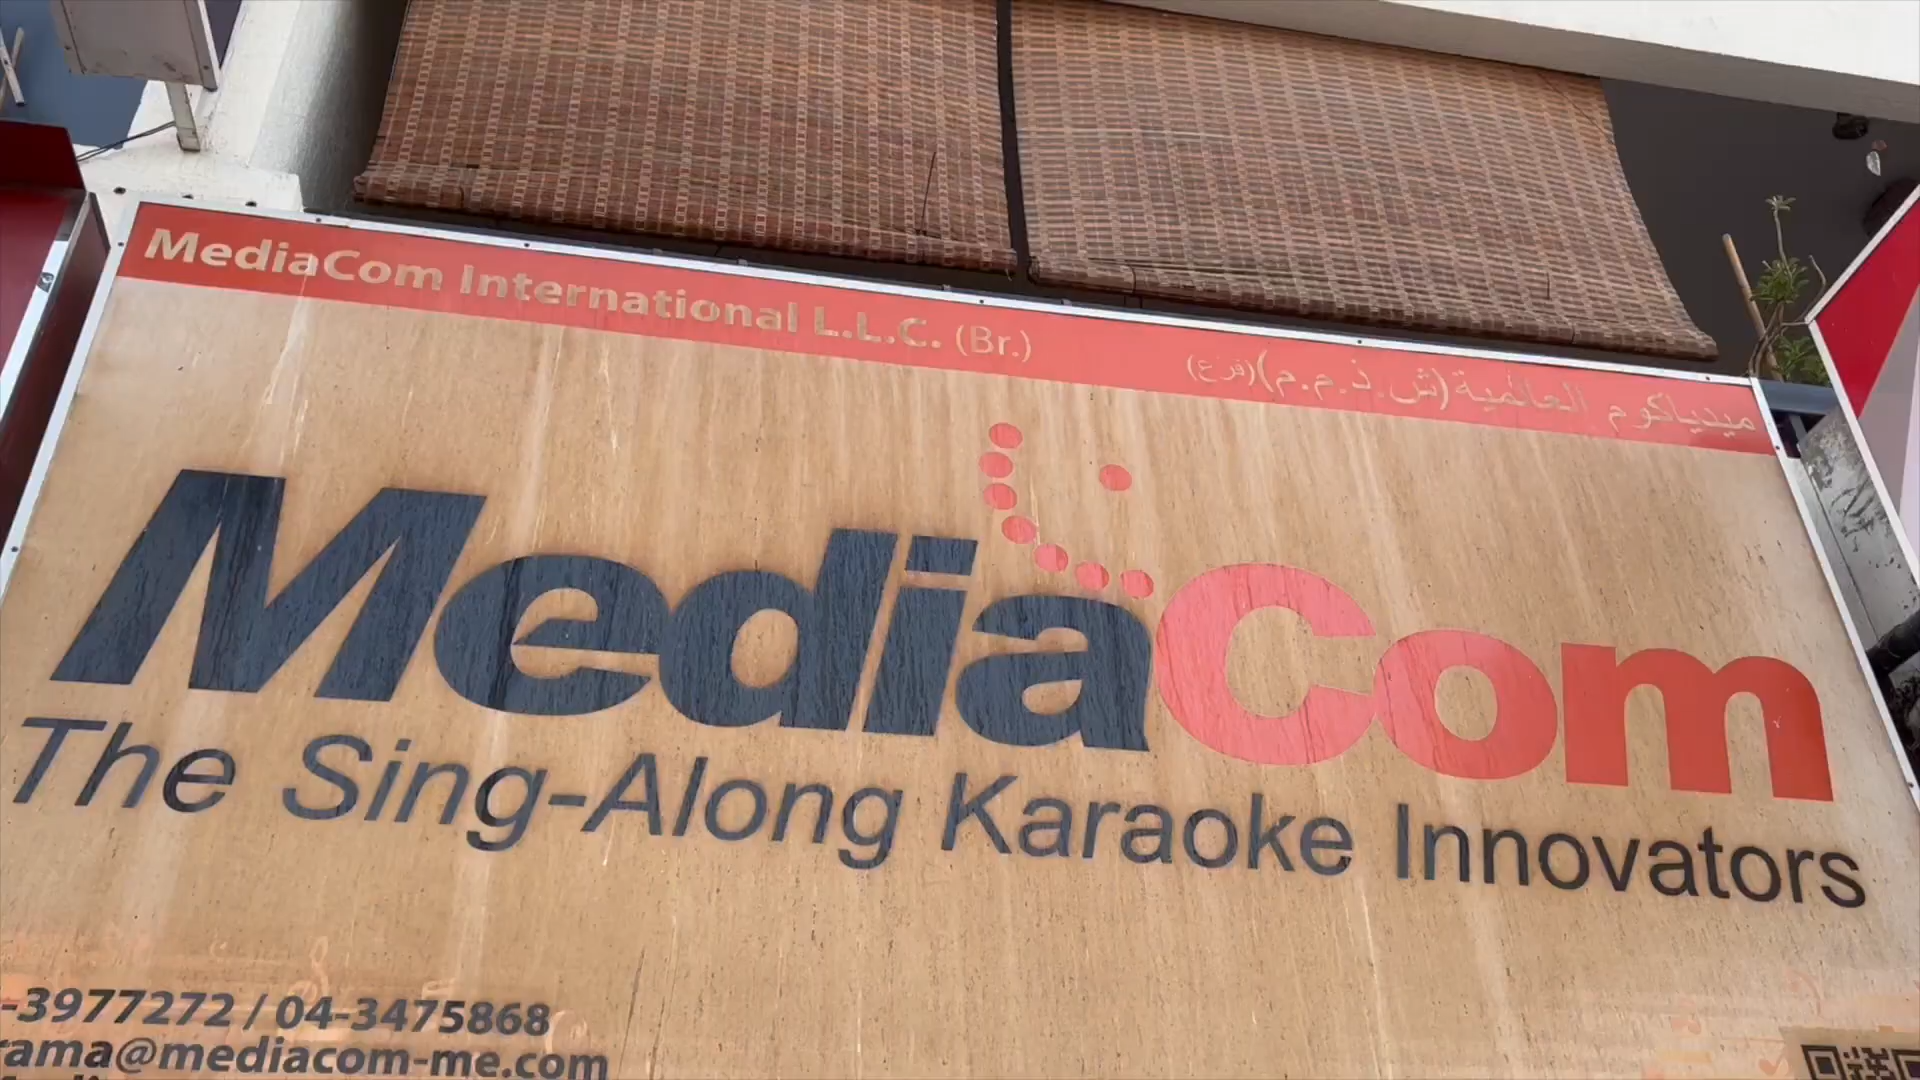 MediaCom International L.L.C. (Br.)
ميدياكوم العالمية (ش.ذ.م.م) (فرع)
MediaCom
The Sing-Along Karaoke Innovators
-3977272 / 04-3475868
rama@mediacom-me.com